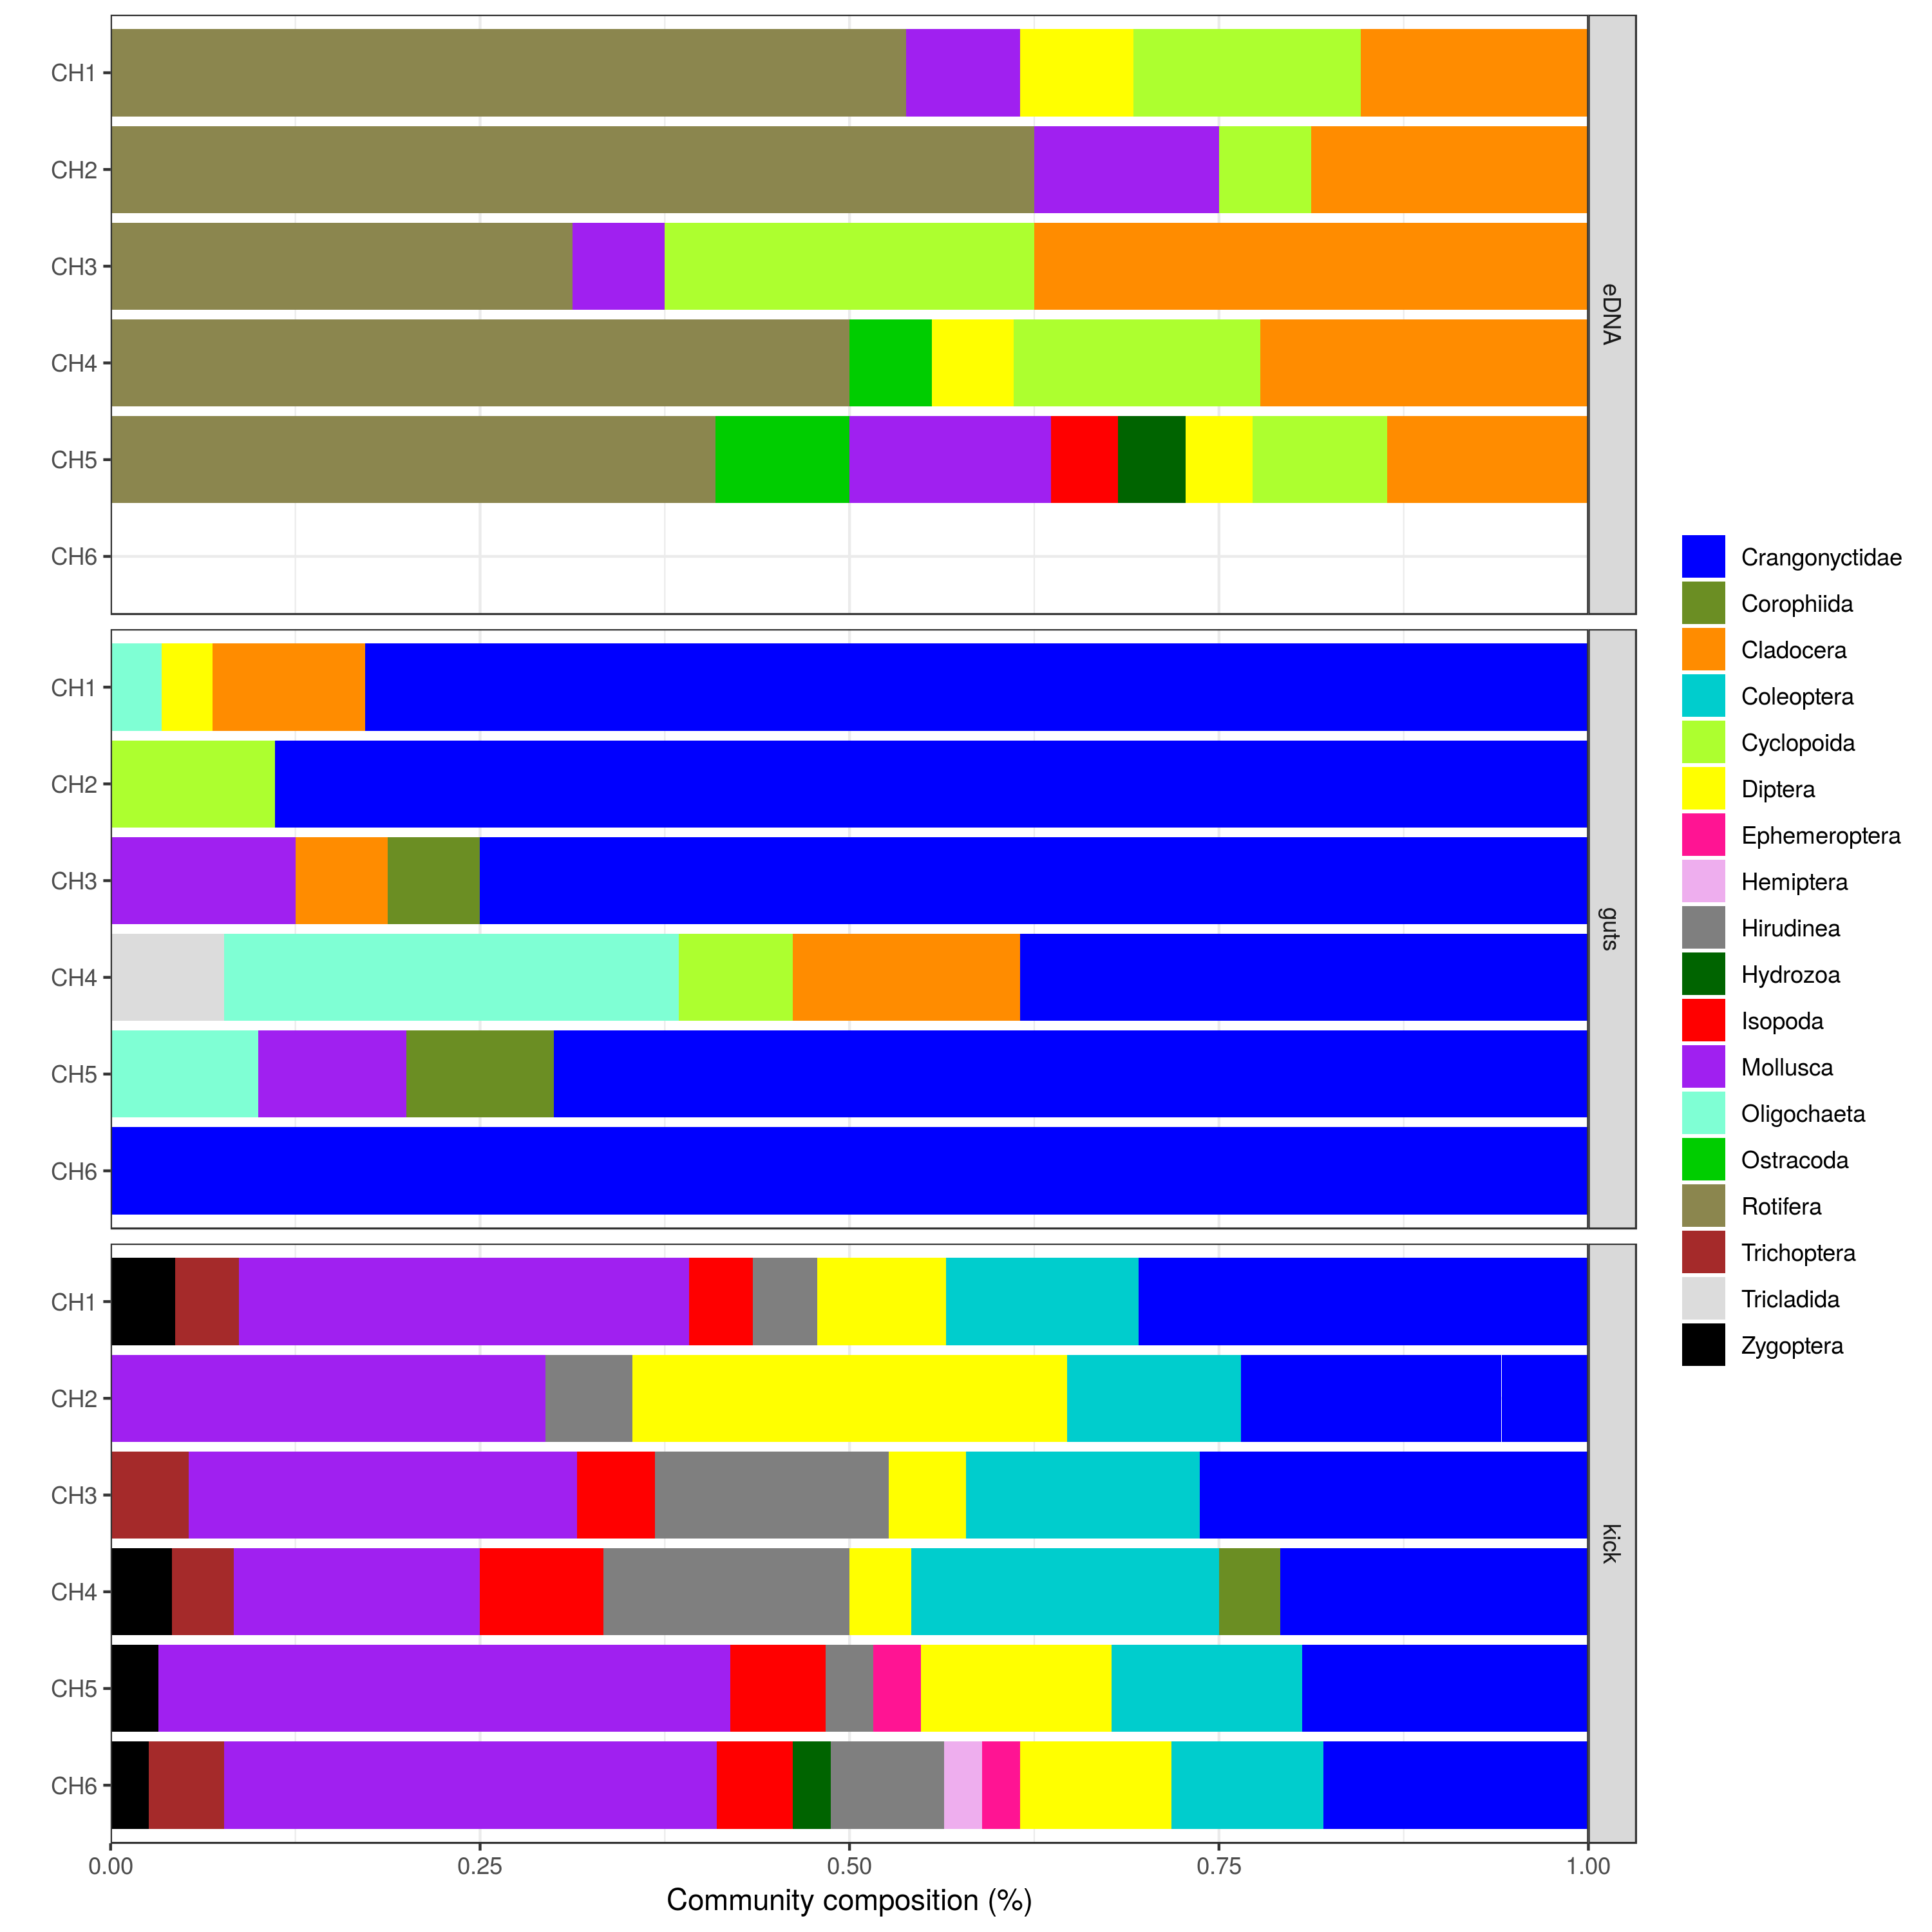 CH1
CH2
CH3
CH4
CH5
CH6
eDNA
CH1
CH2
CH3
CH4
CH5
CH6
guts
CH1
CH2
CH3
CH4
CH5
CH6
kick
0.00 0.25 0.50 0.75 1.00
Community composition (%)
Crangonyctidae
Corophiida
Cladocera
Coleoptera
Cyclopoida
Diptera
Ephemeroptera
Hemiptera
Hirudinea
Hydrozoa
Isopoda
Mollusca
Oligochaeta
Ostracoda
Rotifera
Trichoptera
Tricladida
Zygoptera